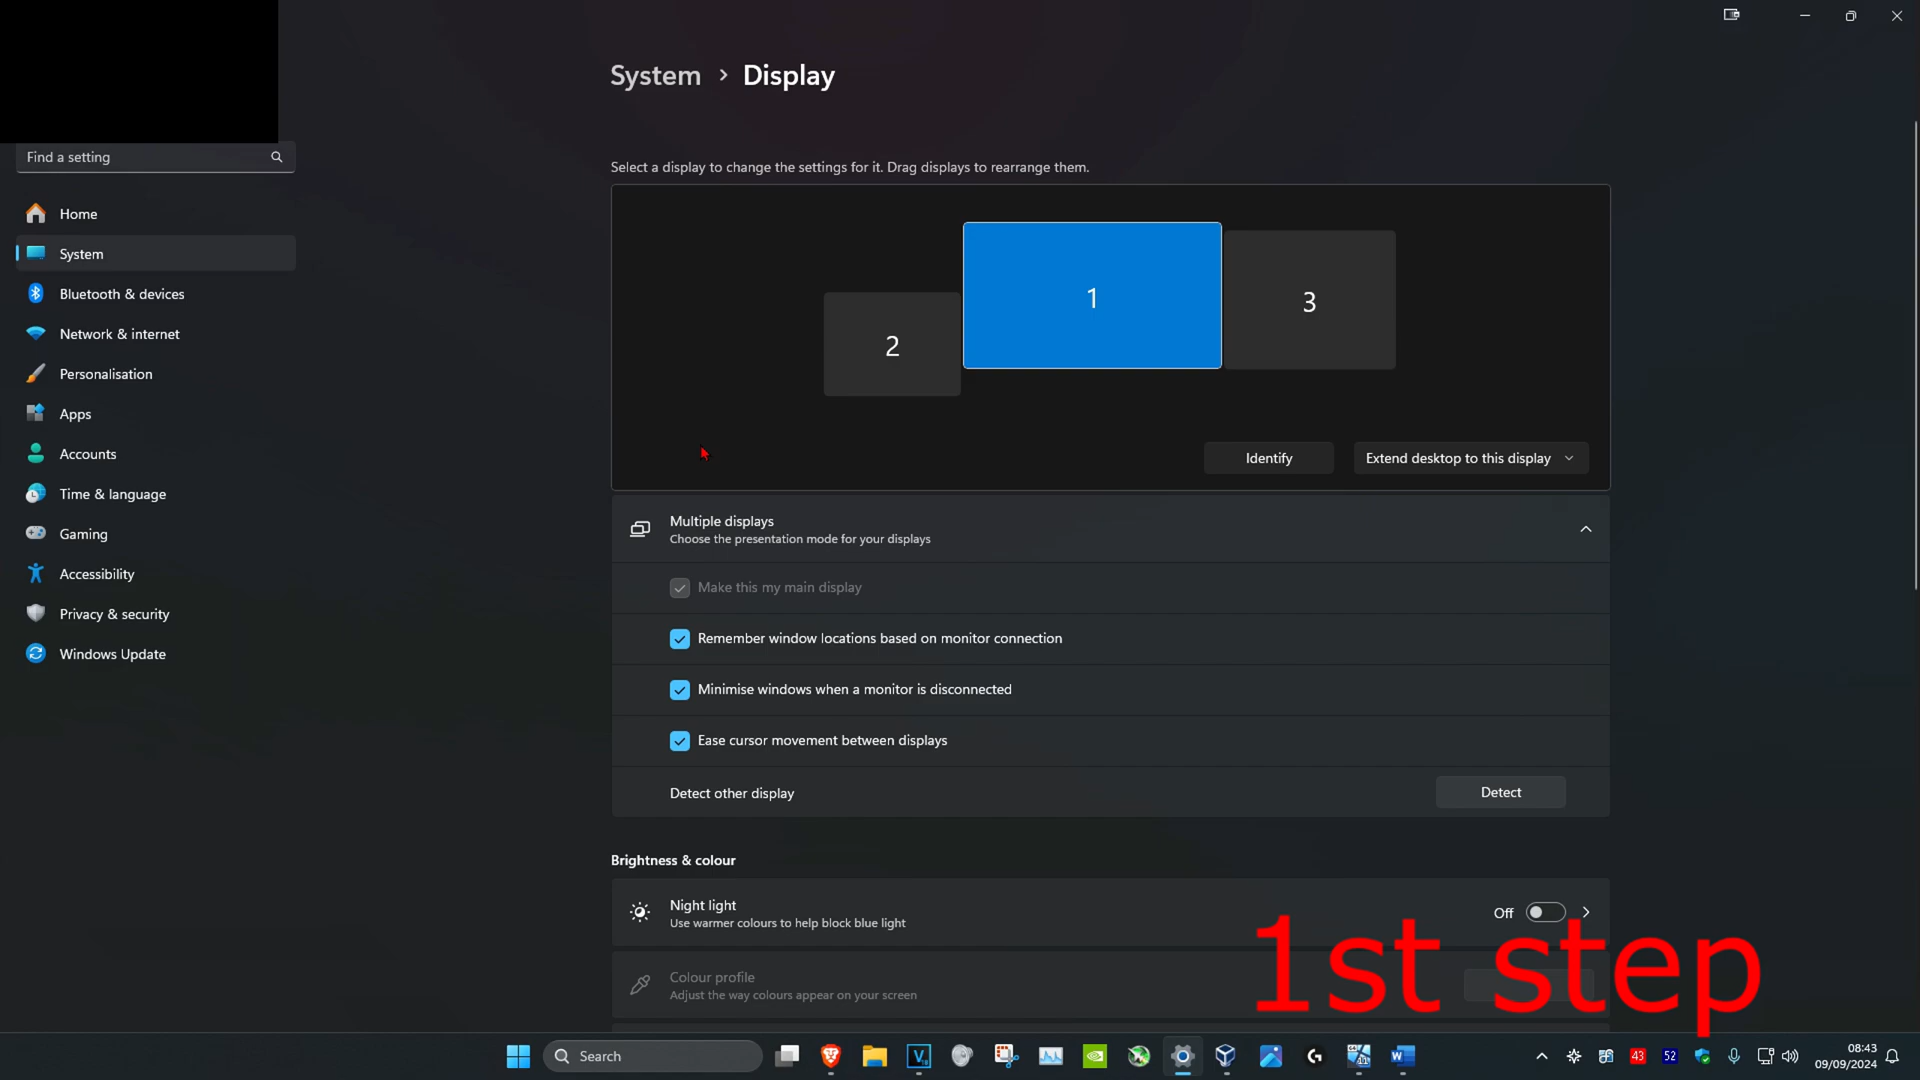 System > Display
Find a setting
Home
System
Bluetooth & devices
Network & internet
Personalisation
Apps
Accounts
Time & language
Gaming
Accessibility
Privacy & security
Windows Update
Select a display to change the settings for it. Drag displays to rearrange them.
2
1
3
Identify
Extend desktop to this display
Multiple displays
Choose the presentation mode for your displays
Make this my main display
Remember window locations based on monitor connection
Minimise windows when a monitor is disconnected
Ease cursor movement between displays
Detect other display
Detect
Brightness & colour
Night light
Use warmer colours to help block blue light
Off
Colour profile
Adjust the way colours appear on your screen
1st step
Search
43
52
08:43
09/09/2024